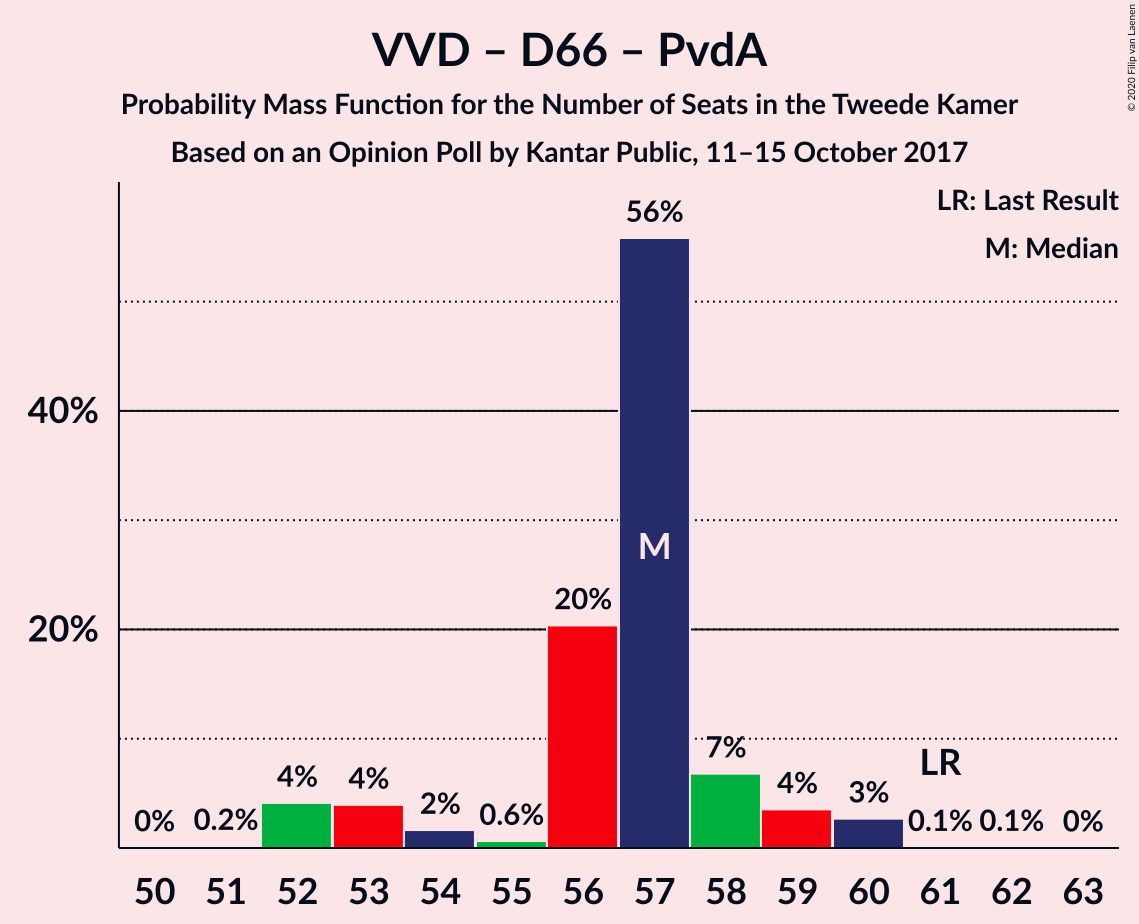 VVD – D66 – PvdA
Probability Mass Function for the Number of Seats in the Tweede Kamer
Based on an Opinion Poll by Kantar Public, 11–15 October 2017
© 2020 Filip van Laenen
LR: Last Result
M: Median
56%
40%
M
20%
20%
7%
LR
4%
4%
2%
4%
3%
0%
0.2%
0.6%
0.1%
0.1%
0%
50 51 52 53 54 55 56 57 58 59 60 61 62 63